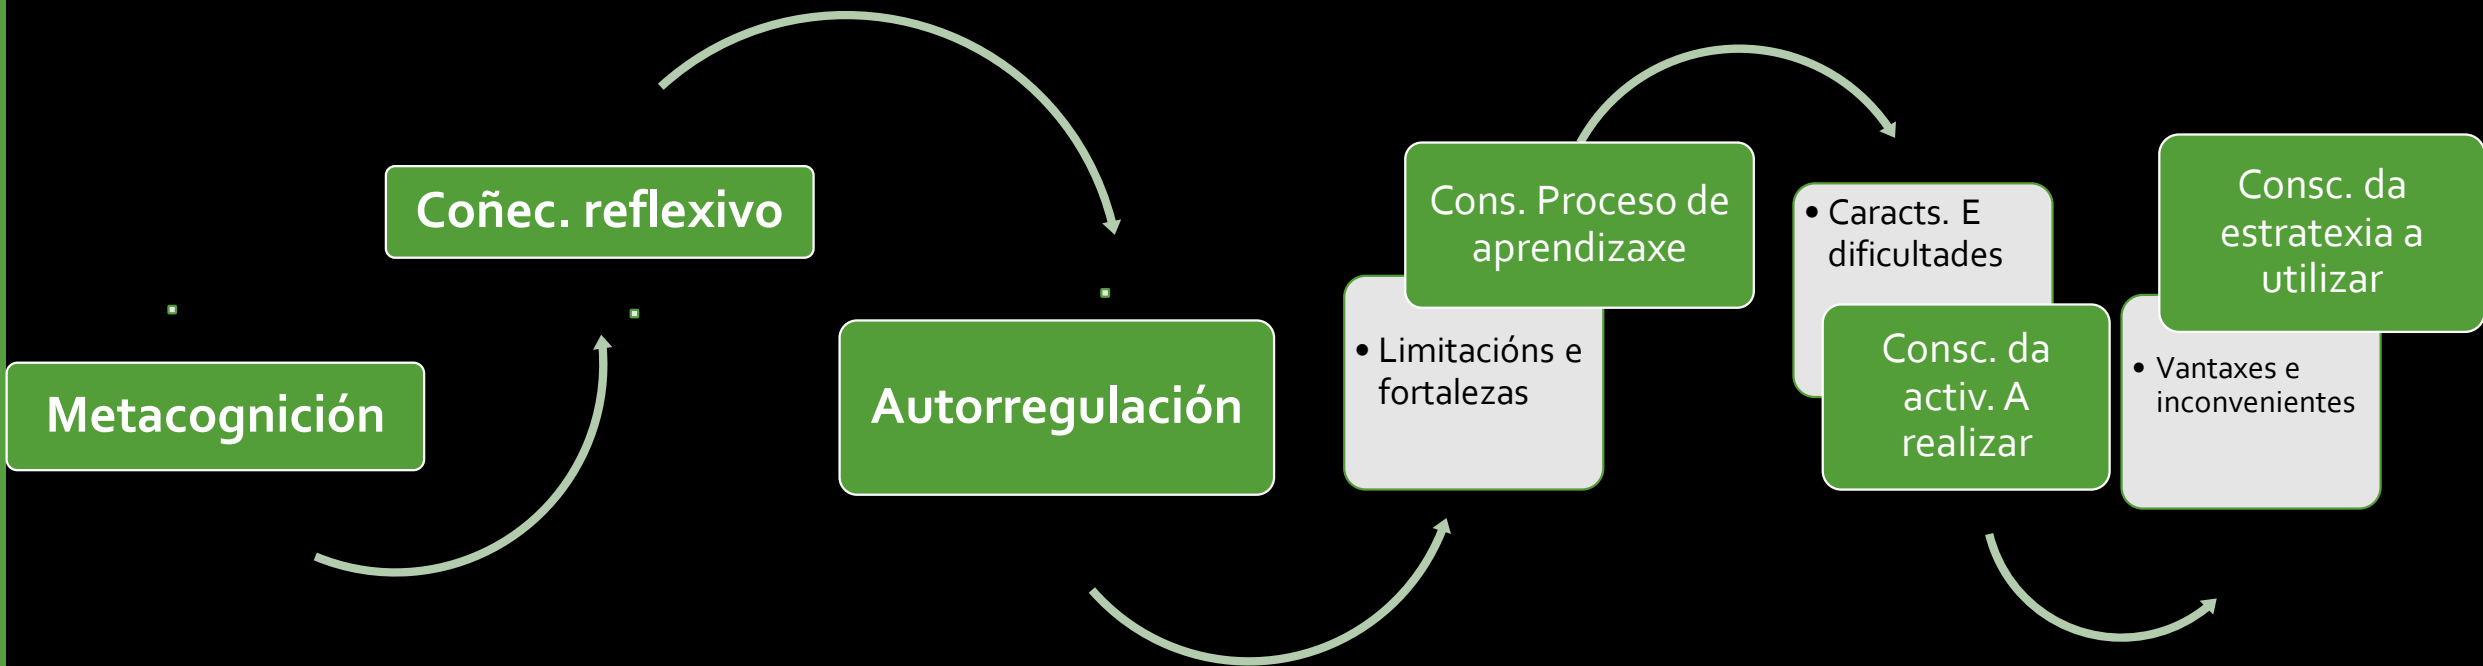 Metacognición
Coñec. reflexivo
Autorregulación
Cons. Proceso de
aprendizaxe
• Limitacións e
fortalezas
• Caracts. E
dificultades
Consc. da
activ. A
realizar
Consc. da
estratexia a
utilizar
• Vantaxes e
inconvenientes